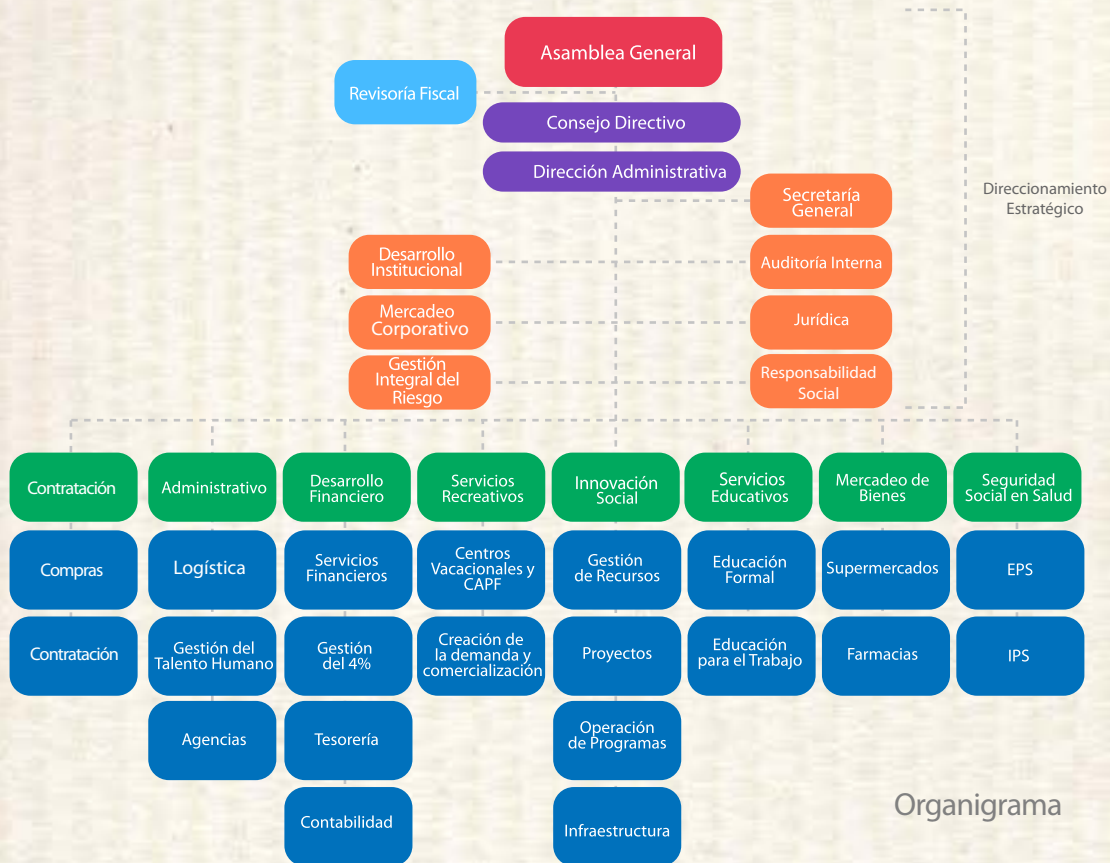 Asamblea General
Revisoría Fiscal
Consejo Directivo
Dirección Administrativa
Secretaría
General
Direccionamiento
Estratégico
Desarrollo
Institucional
Auditoría Interna
Mercadeo
Corporativo
Jurídica
Gestión
Integral del
Riesgo
Responsabilidad
Social
Contratación
Administrativo
Desarrollo
Financiero
Servicios
Recreativos
Innovación
Social
Servicios
Educativos
Mercadeo de
Bienes
Seguridad
Social en Salud
Compras
Logística
Servicios
Financieros
Centros
Vacacionales y
CAPF
Gestión
de Recursos
Educación
Formal
Supermercados
EPS
Contratación
Gestión del
Talento Humano
Gestión
del 4%
Creación de
la demanda y
comercialización
Proyectos
Educación
para el Trabajo
Farmacias
IPS
Agencias
Tesorería
Operación
de Programas
Contabilidad
Infraestructura
Organigrama